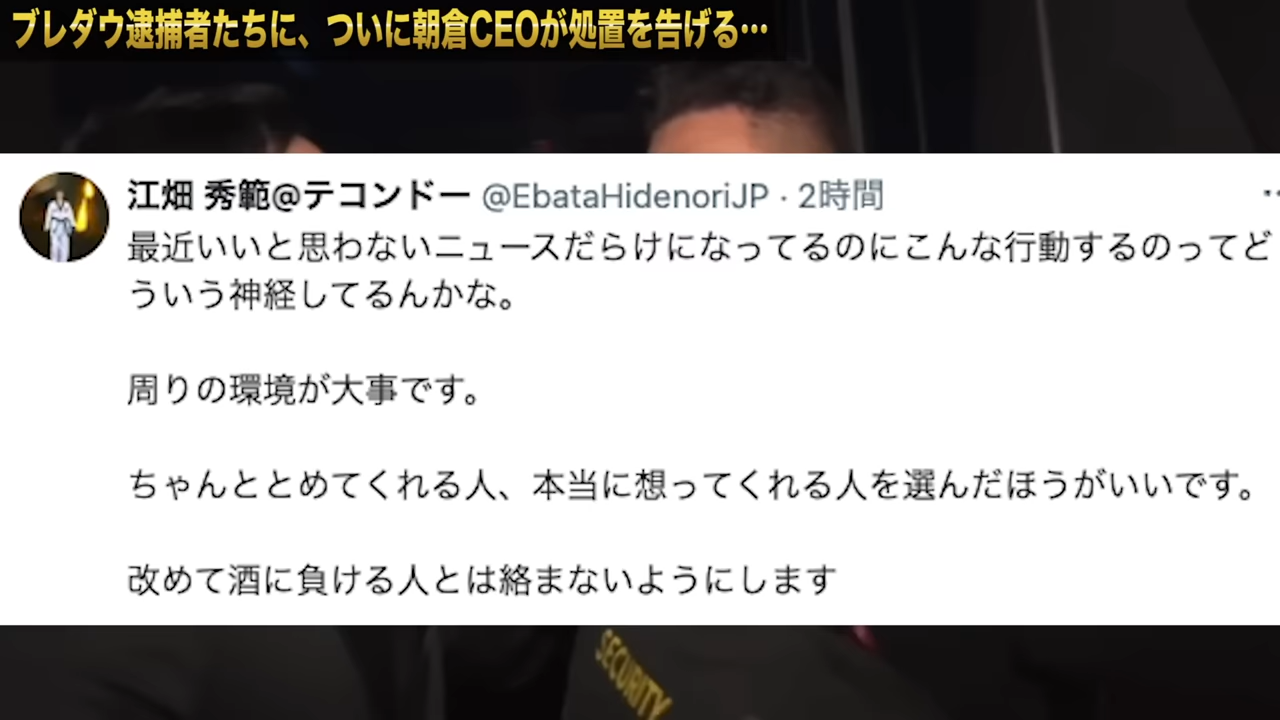 ブレダウ逮捕者たちに、ついに朝倉CEOが処置を告げる…
江畑 秀範@テコンドー @EbataHidenoriJP · 2時間
最近いいと思わないニュースだらけになってるのにこんな行動するのってど
ういう神経してるんかな。
周りの環境が大事です。
ちゃんととめてくれる人、本当に想ってくれる人を選んだほうがいいです。
改めて酒に負ける人とは絡まないようにします
SECURITY